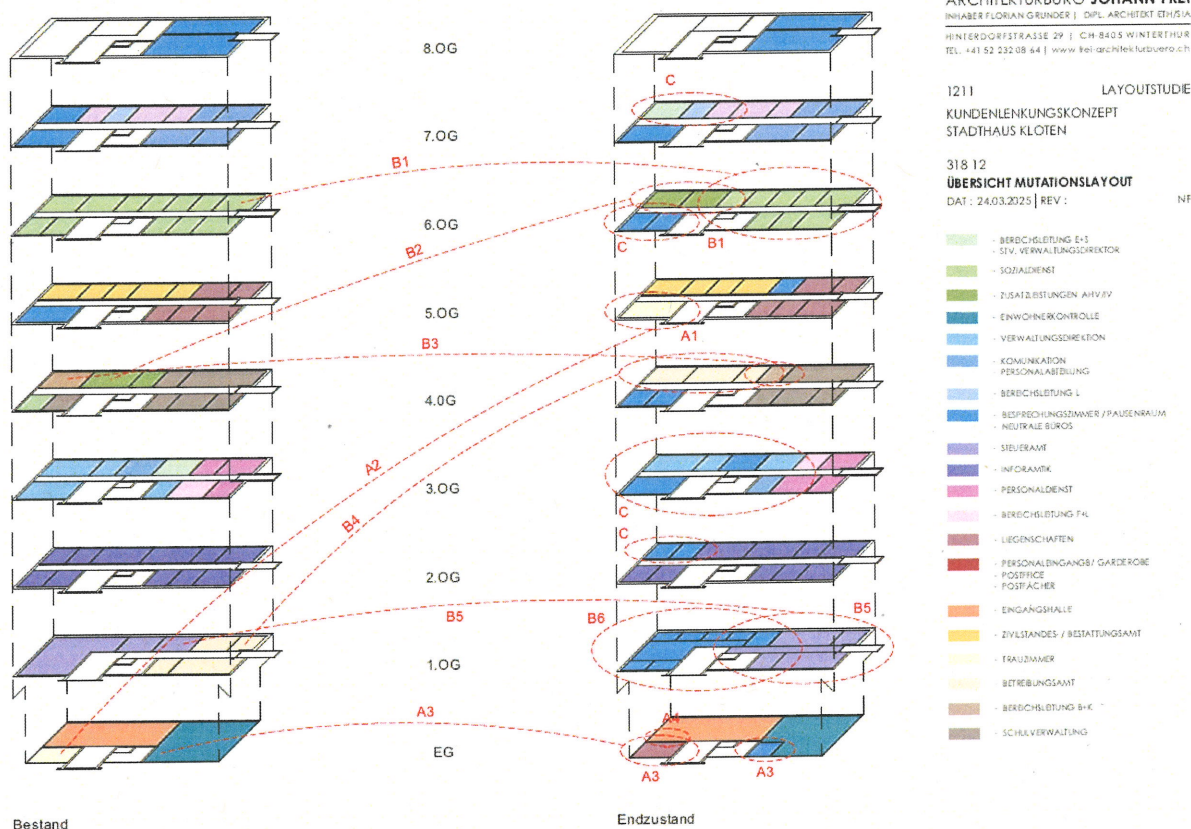 ARCHITEKTURBÜRO JOHANN FREI
INHABER FLORIAN GRUNDER | DIPL. ARCHITEKT ETH/SIA
HINTERDORFSTRASSE 29 | CH-8405 WINTERTHUR
TEL. +41 52 232 08 64 | www.frei-architekturbuero.ch
1211 LAYOUTSTUDIE
KUNDENLENKUNGSKONZEPT
STADTHAUS KLOTEN
318 12
ÜBERSICHT MUTATIONSLAYOUT
DAT : 24.03.2025 | REV : NF
- BEREICHSLEITUNG E+S
- STV. VERWALTUNGSDIREKTOR
- SOZIALDIENST
- ZUSATZLEISTUNGEN AHV/IV
- EINWOHNERKONTROLLE
- VERWALTUNGSDIREKTION
- KOMUNIKATION
PERSONALABTEILUNG
- BEREICHSLEITUNG L
- BESPRECHUNGSZIMMER / PAUSENRAUM
- NEUTRALE BÜROS
- STEUERAMT
- INFORAMTIK
- PERSONALDIENST
- BEREICHSLEITUNG F+L
- LIEGENSCHAFTEN
- PERSONALEINGANGB/ GARDEROBE
- POSTFFICE
- POSTFÄCHER
- EINGANGSHALLE
- ZIVILSTANDES- / BESTATTUNGSAMT
- TRAUZIMMER
- BETREIBUNGSAMT
- BEREICHSLEITUNG B+K
- SCHULVERWALTUNG
8.OG
C
7.OG
B1
6.OG
C
B1
B2
5.OG
A1
B3
4.OG
A2
3.OG
B4
C
C
2.OG
B5
B6
B5
1.OG
A3
A4
EG
A3
A3
Bestand
Endzustand